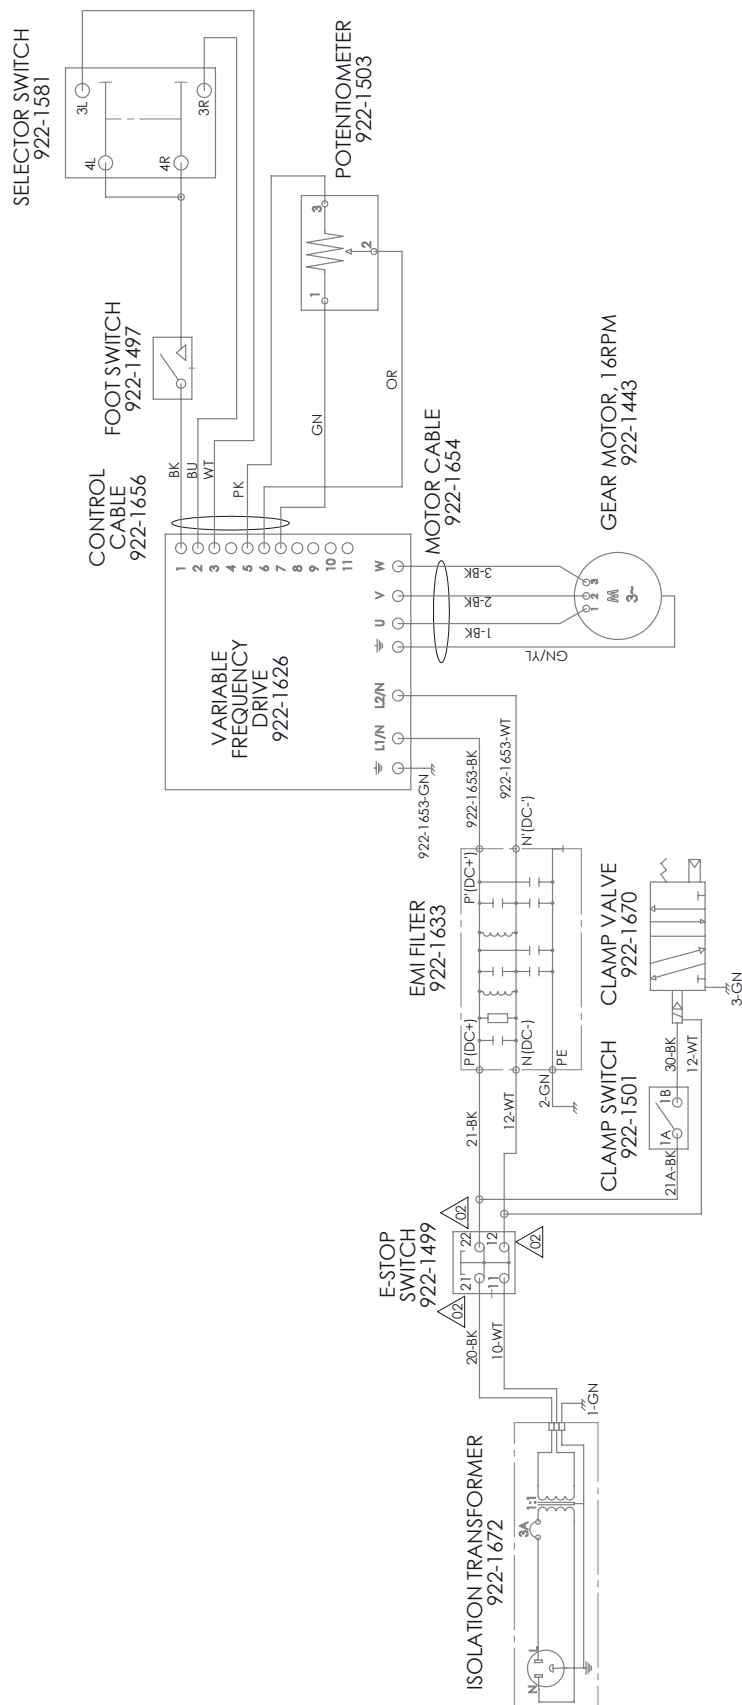 ISOLATION TRANSFORMER
922-1672
N
L
3A
1:1
1-GN
20-BK
10-WT
E-STOP
SWITCH
922-1499
21
22
11
12
02
02
02
21-BK
12-WT
2-GN
EMI FILTER
922-1633
P(DC+)
N(DC-)
PE
P'(DC+')
N'(DC-')
CLAMP SWITCH
922-1501
21A-BK
1A
1B
30-BK
12-WT
CLAMP VALVE
922-1670
3-GN
922-1653-GN
922-1653-BK
922-1653-WT
VARIABLE
FREQUENCY
DRIVE
922-1626
L1/N
L2/N
U
V
W
1
2
3
4
5
6
7
8
9
10
11
CONTROL
CABLE
922-1656
BK
BU
WT
PK
GN
OR
MOTOR CABLE
922-1654
GN/YL
1-BK
2-BK
3-BK
GEAR MOTOR, 16RPM
922-1443
1
2
3
M
3~
FOOT SWITCH
922-1497
POTENTIOMETER
922-1503
1
2
3
SELECTOR SWITCH
922-1581
4L
3L
4R
3R